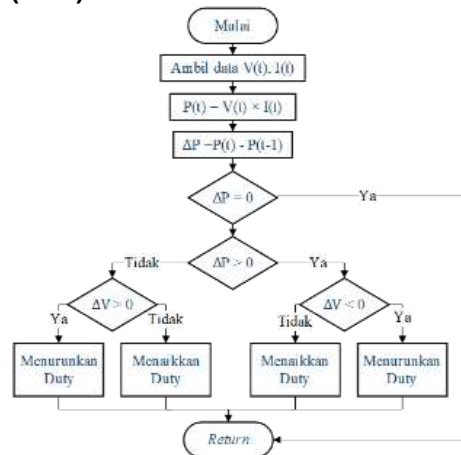 Mulai
Ambil data V(t), I(t)
P(t) = V(t) × I(t)
ΔP =P(t) - P(t-1)
ΔP = 0
Ya
ΔP > 0
Tidak
Ya
ΔV > 0
ΔV < 0
Ya
Tidak
Tidak
Ya
Menurunkan
Duty
Menaikkan
Duty
Menaikkan
Duty
Menurunkan
Duty
Return